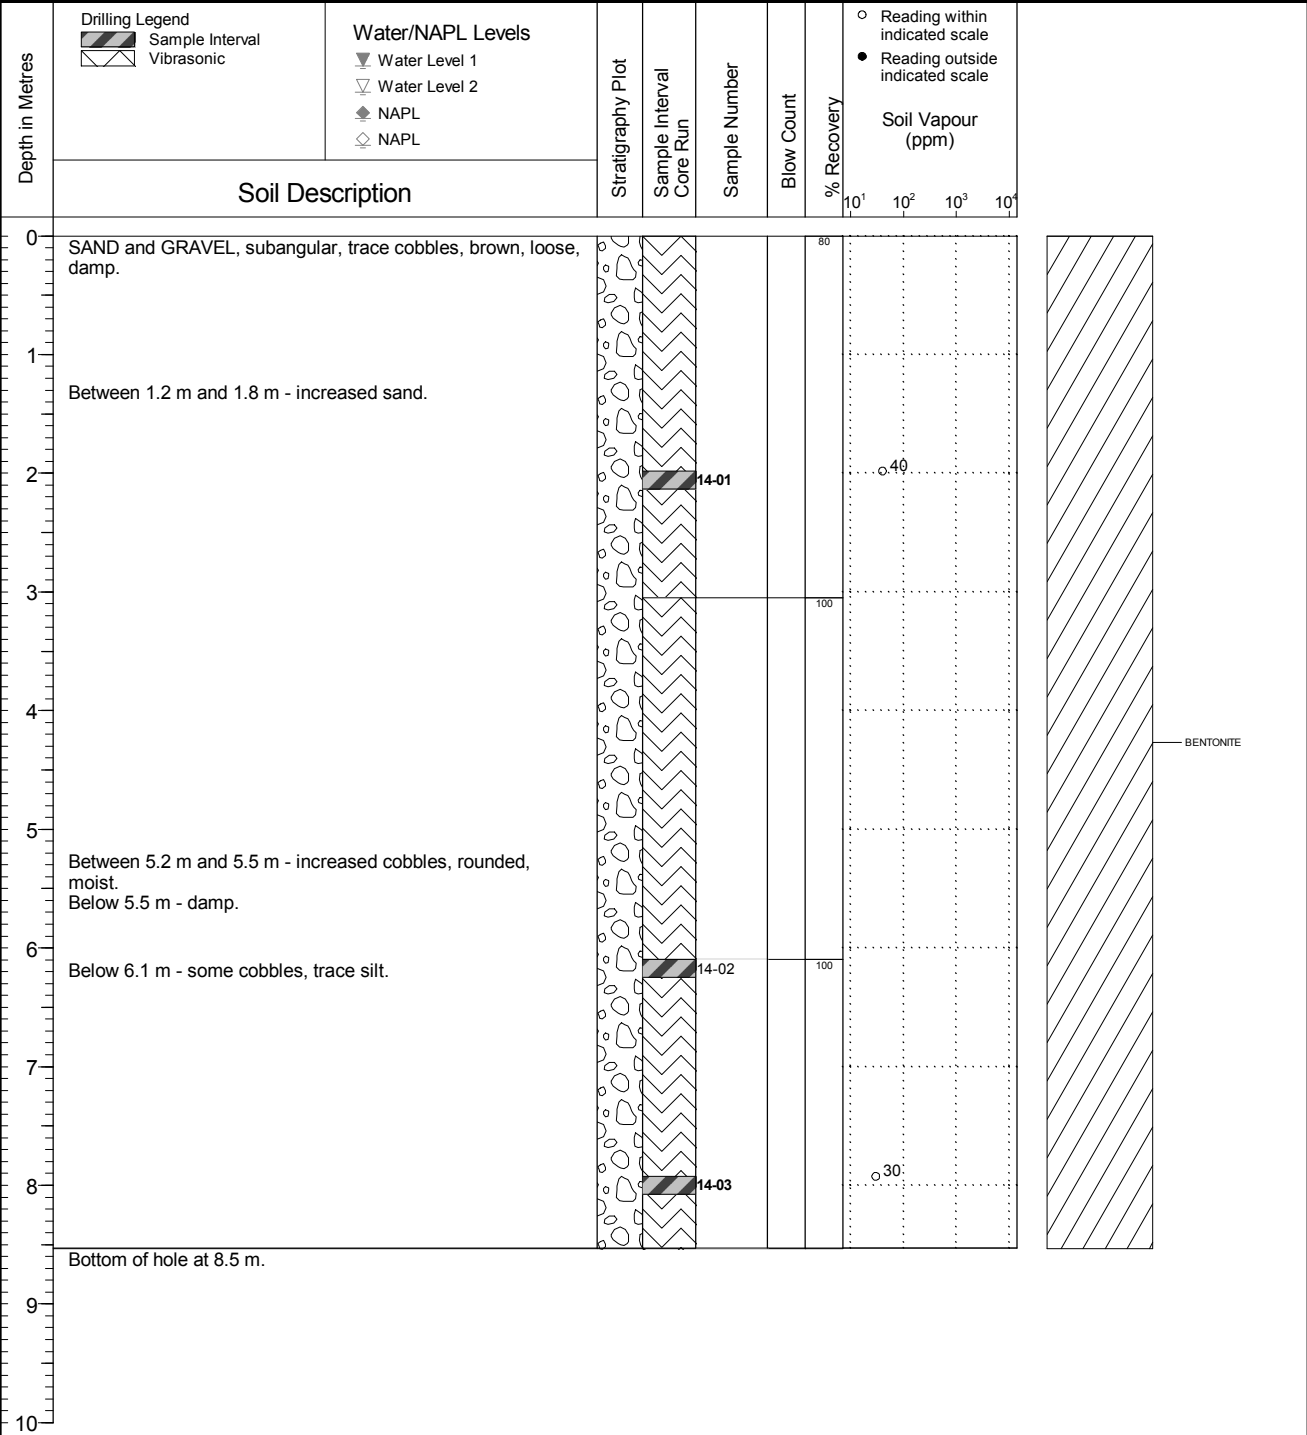 Depth in Metres
Drilling Legend
Sample Interval
Vibrasonic
Water/NAPL Levels
Water Level 1
Water Level 2
NAPL
NAPL
Soil Description
Stratigraphy Plot
Sample Interval
Core Run
Sample Number
Blow Count
% Recovery
Reading within
indicated scale
Reading outside
indicated scale
Soil Vapour
(ppm)
10¹ 10² 10³ 10⁴
0
SAND and GRAVEL, subangular, trace cobbles, brown, loose,
damp.
80
1
Between 1.2 m and 1.8 m - increased sand.
2
14-01
40
3
100
4
BENTONITE
5
Between 5.2 m and 5.5 m - increased cobbles, rounded,
moist.
Below 5.5 m - damp.
6
Below 6.1 m - some cobbles, trace silt.
14-02
100
7
8
14-03
30
Bottom of hole at 8.5 m.
9
10